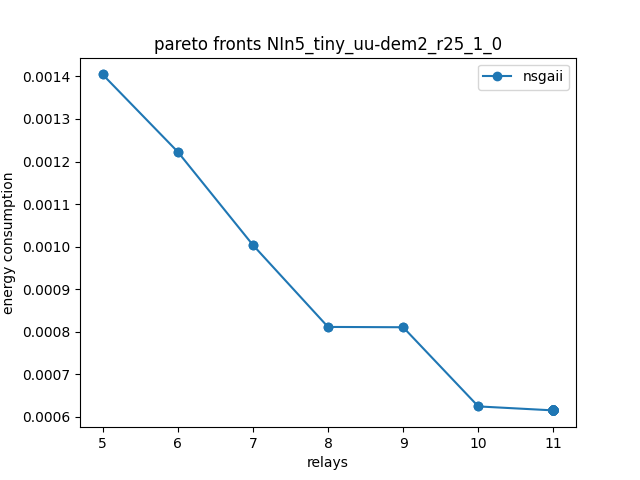 pareto fronts NIn5_tiny_uu-dem2_r25_1_0
nsgaii
0.0014
0.0013
0.0012
0.0011
0.0010
0.0009
0.0008
0.0007
0.0006
energy consumption
5 6 7 8 9 10 11
relays